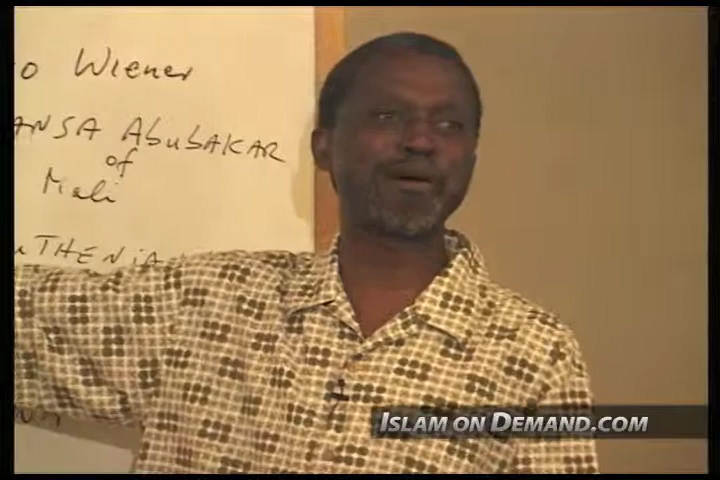 o Wiener
ANSA AbubAKAR
of
Mali
THENIA
ISLAM ON DEMAND.COM